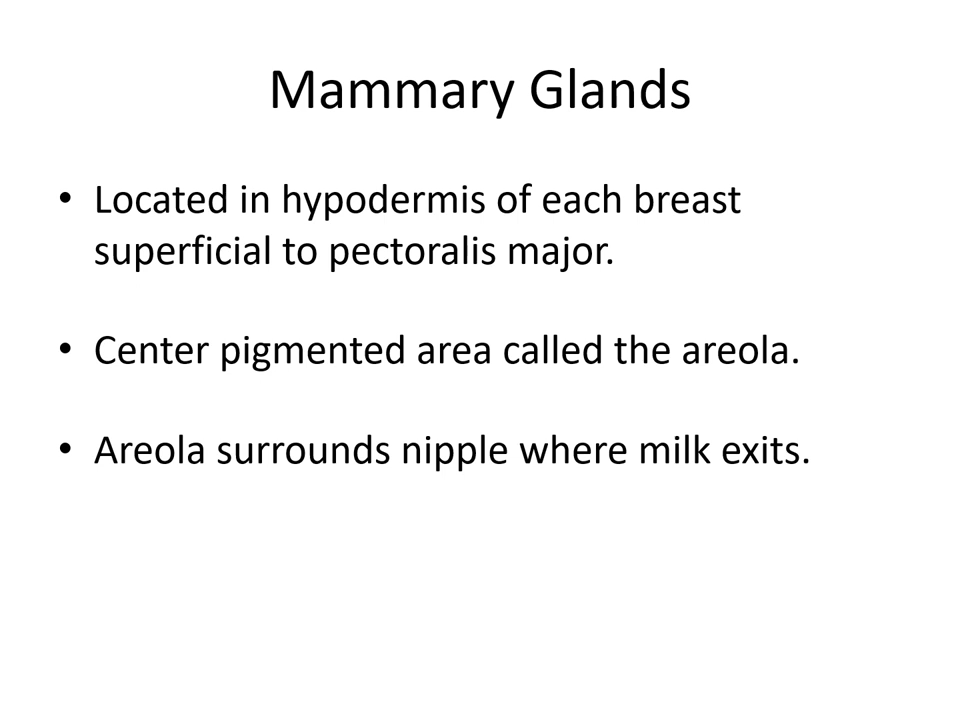 Mammary Glands
• Located in hypodermis of each breast
superficial to pectoralis major.
• Center pigmented area called the areola.
• Areola surrounds nipple where milk exits.